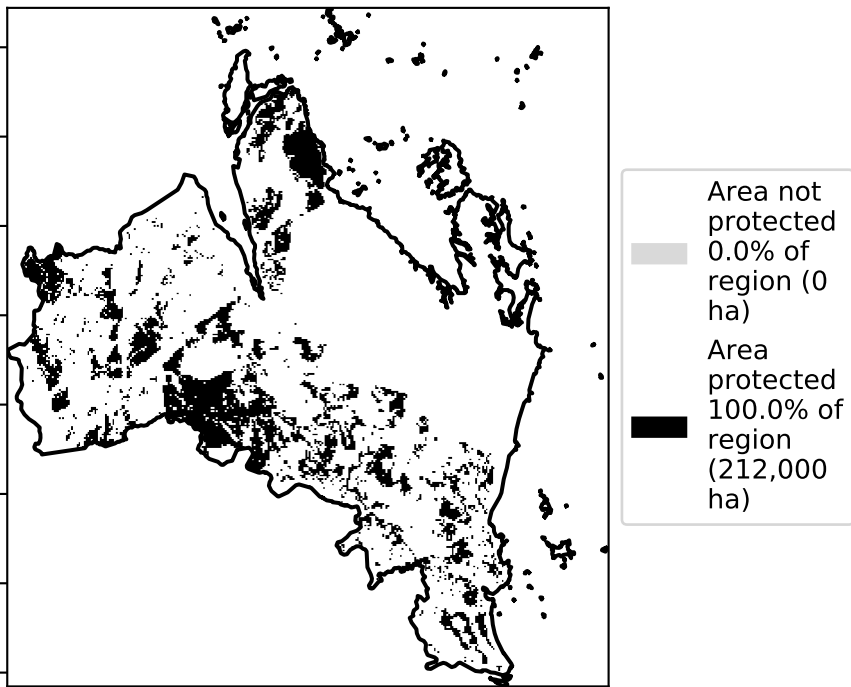 Area not
protected
0.0% of
region (0
ha)
Area
protected
100.0% of
region
(212,000
ha)